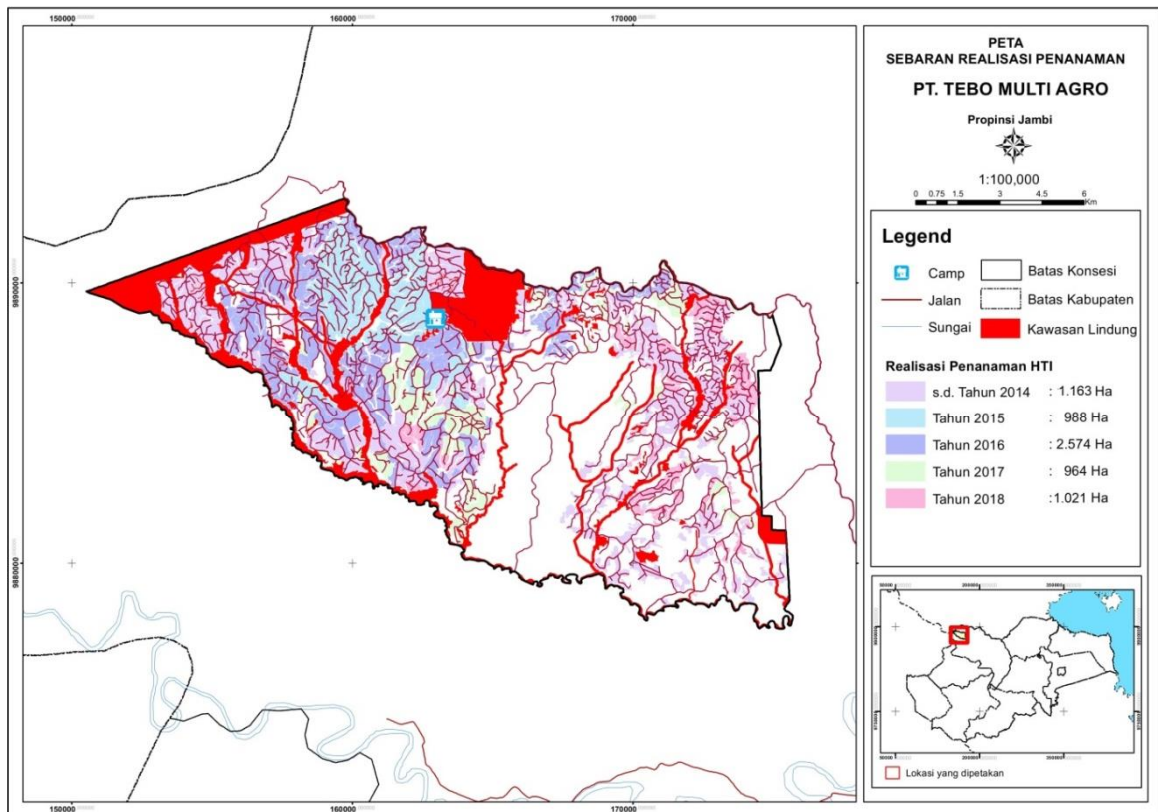 PETA
SEBARAN REALISASI PENANAMAN
PT. TEBO MULTI AGRO
Propinsi Jambi
1:100,000
0 0.75 1.5 3 4.5 6
Km
150000 160000 170000
9890000
9880000
150000 160000 170000
Legend
Camp
Jalan
Sungai
Batas Konsesi
Batas Kabupaten
Kawasan Lindung
Realisasi Penanaman HTI
s.d. Tahun 2014 : 1.163 Ha
Tahun 2015 : 988 Ha
Tahun 2016 : 2.574 Ha
Tahun 2017 : 964 Ha
Tahun 2018 :1.021 Ha
Lokasi yang dipetakan